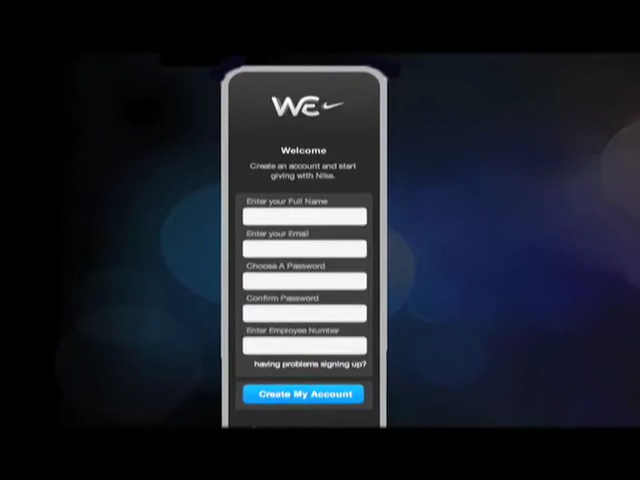 WE
Welcome
Create an account and start
giving with Nike.
Enter your Full Name
Enter your Email
Choose A Password
Confirm Password
Enter Employee Number
having problems signing up?
Create My Account